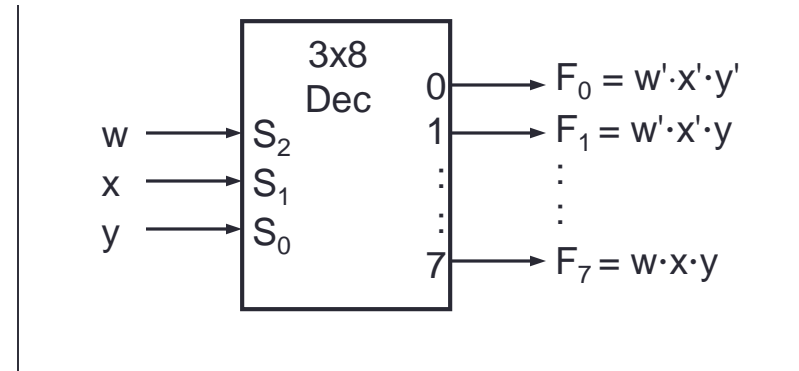 3x8
Dec
0 F₀ = w'·x'·y'
w S₂ 1 F₁ = w'·x'·y
x S₁ : :
y S₀ : :
7 F₇ = w·x·y